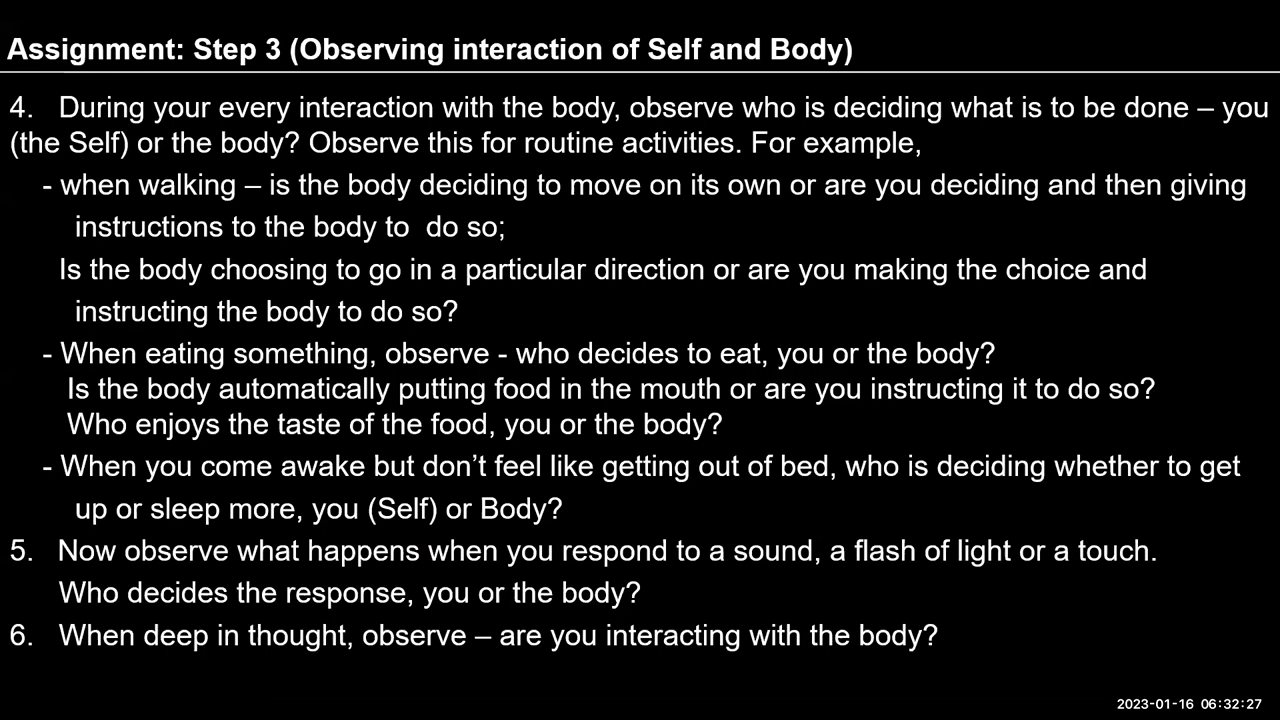 Assignment: Step 3 (Observing interaction of Self and Body)
4. During your every interaction with the body, observe who is deciding what is to be done – you
(the Self) or the body? Observe this for routine activities. For example,
- when walking – is the body deciding to move on its own or are you deciding and then giving
instructions to the body to do so;
Is the body choosing to go in a particular direction or are you making the choice and
instructing the body to do so?
- When eating something, observe - who decides to eat, you or the body?
Is the body automatically putting food in the mouth or are you instructing it to do so?
Who enjoys the taste of the food, you or the body?
- When you come awake but don’t feel like getting out of bed, who is deciding whether to get
up or sleep more, you (Self) or Body?
5. Now observe what happens when you respond to a sound, a flash of light or a touch.
Who decides the response, you or the body?
6. When deep in thought, observe – are you interacting with the body?
2023-01-16 06:32:27